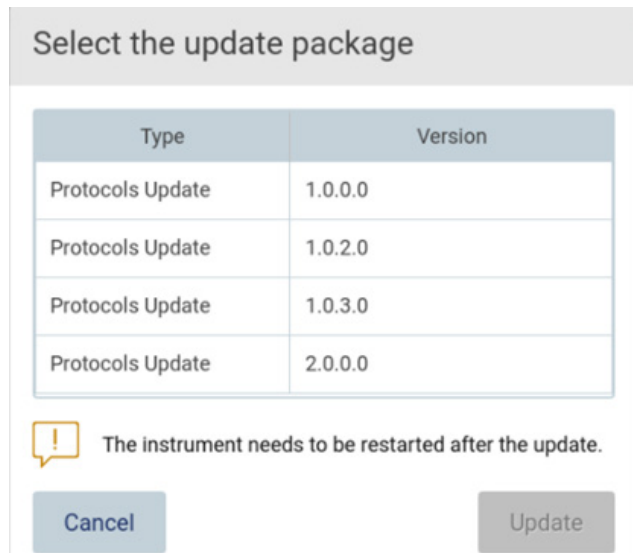 Select the update package
Type Version
Protocols Update 1.0.0.0
Protocols Update 1.0.2.0
Protocols Update 1.0.3.0
Protocols Update 2.0.0.0
! The instrument needs to be restarted after the update.
Cancel Update